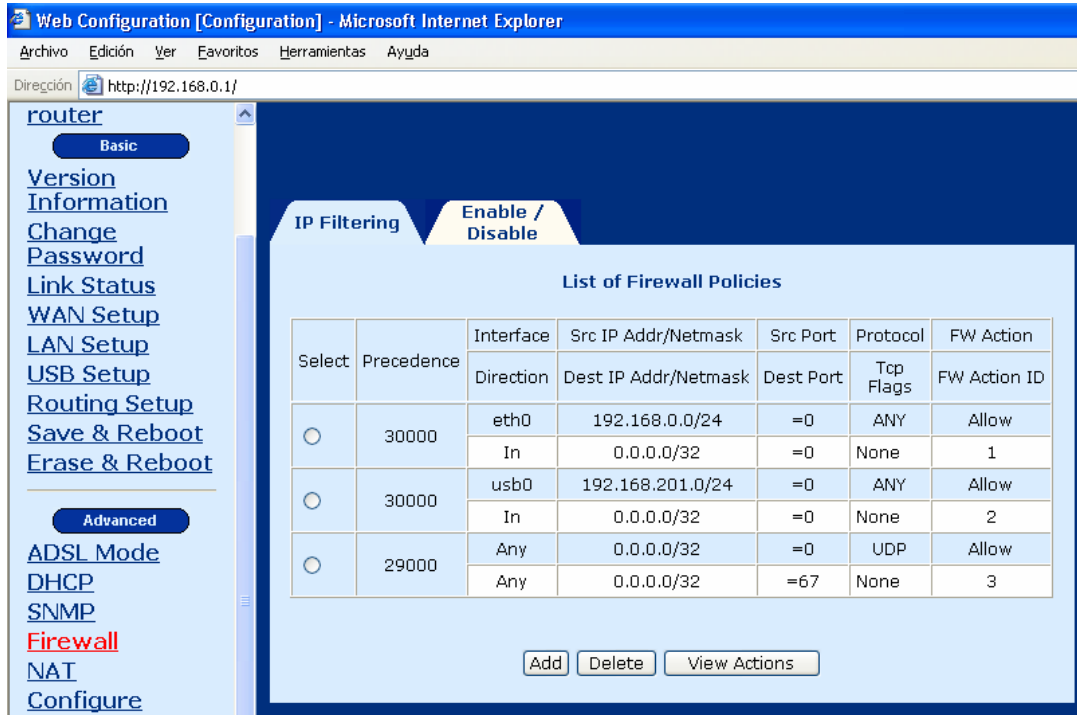 Web Configuration [Configuration] - Microsoft Internet Explorer
Archivo Edición Ver Favoritos Herramientas Ayuda
Dirección http://192.168.0.1/
router
Basic
Version
Information
Change
Password
Link Status
WAN Setup
LAN Setup
USB Setup
Routing Setup
Save & Reboot
Erase & Reboot
Advanced
ADSL Mode
DHCP
SNMP
Firewall
NAT
Configure
IP Filtering
Enable /
Disable
List of Firewall Policies
Select Precedence
Interface Src IP Addr/Netmask Src Port Protocol FW Action
Direction Dest IP Addr/Netmask Dest Port Tcp Flags FW Action ID
30000
eth0 192.168.0.0/24 =0 ANY Allow
In 0.0.0.0/32 =0 None 1
30000
usb0 192.168.201.0/24 =0 ANY Allow
In 0.0.0.0/32 =0 None 2
29000
Any 0.0.0.0/32 =0 UDP Allow
Any 0.0.0.0/32 =67 None 3
Add Delete View Actions